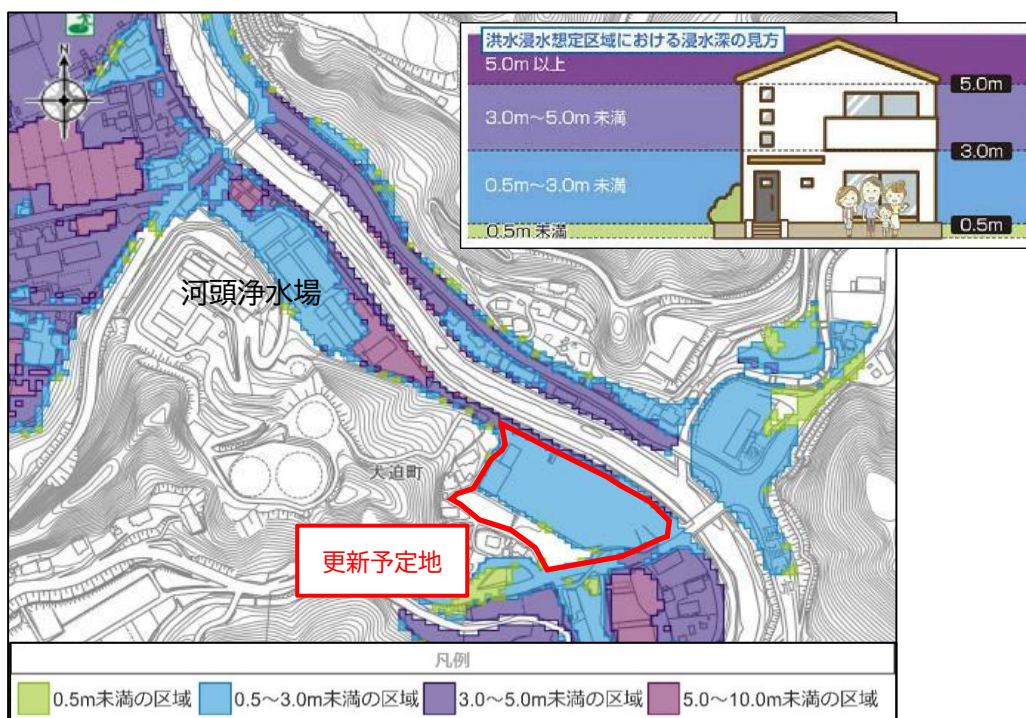 N
洪水浸水想定区域における浸水深の見方
5.0m 以上
5.0m
3.0m～5.0m 未満
3.0m
0.5m～3.0m 未満
0.5m
0.5m 未満
河頭浄水場
犬迫町
更新予定地
凡例
0.5m未満の区域
0.5～3.0m未満の区域
3.0～5.0m未満の区域
5.0～10.0m未満の区域